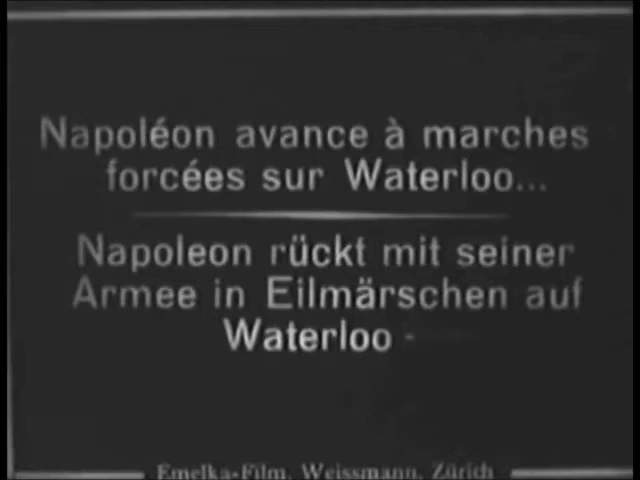 Napoléon avance à marches
forcées sur Waterloo...
Napoleon rückt mit seiner
Armee in Eilmärschen auf
Waterloo -
Emelka-Film, Weissmann, Zürich